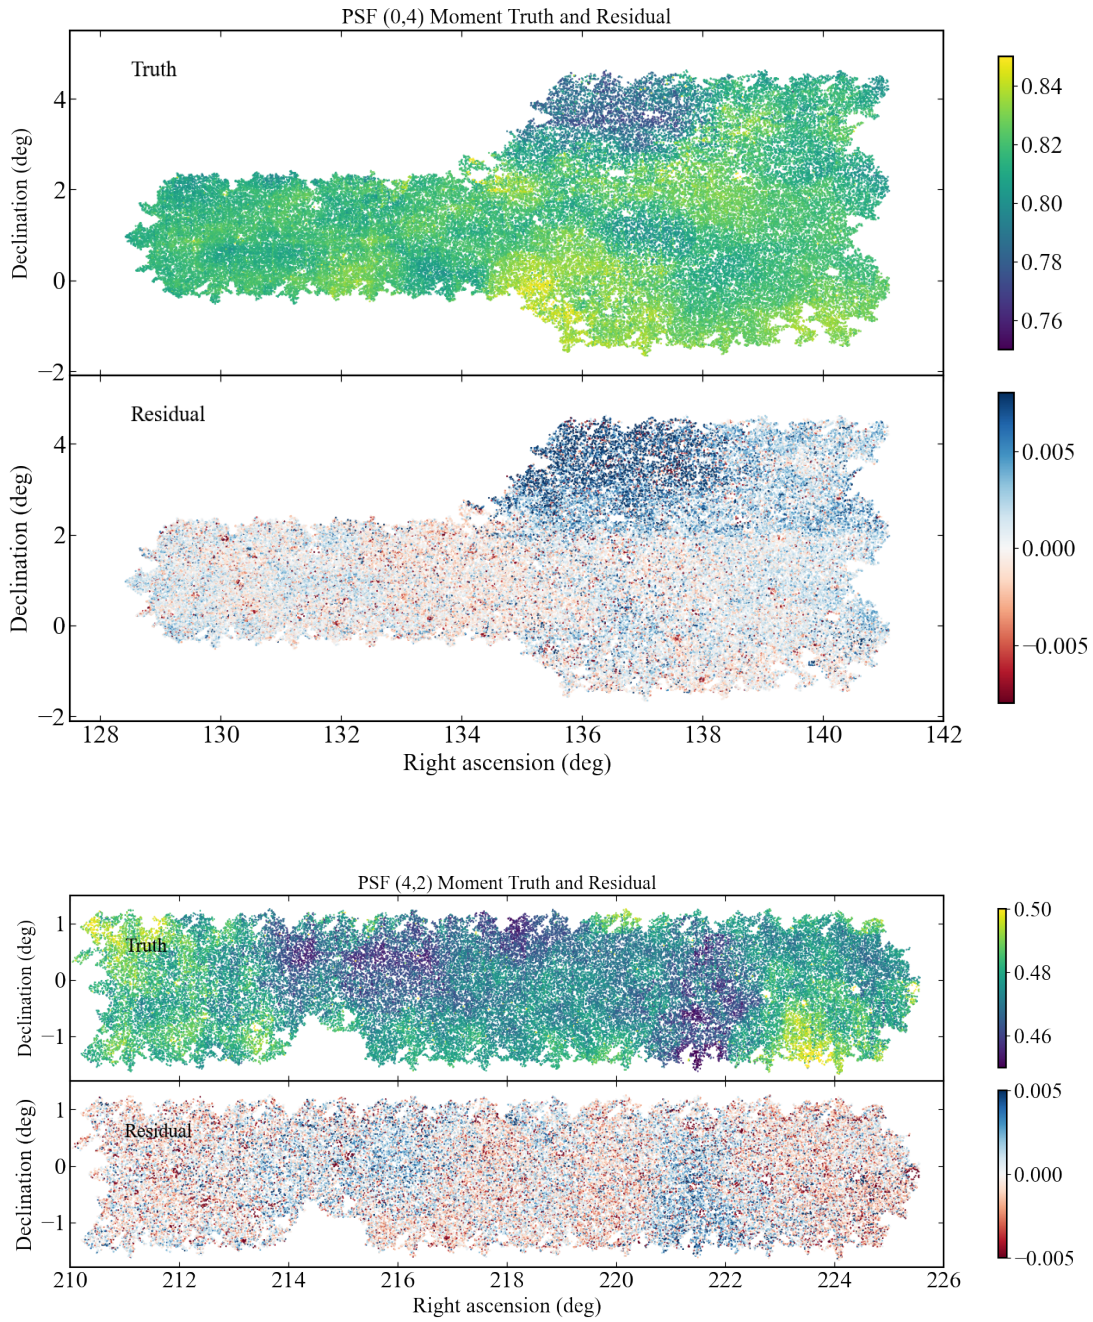 PSF (0,4) Moment Truth and Residual
Truth
Declination (deg)
4
2
0
−2
0.84
0.82
0.80
0.78
0.76
Residual
Declination (deg)
4
2
0
−2
0.005
0.000
−0.005
128 130 132 134 136 138 140 142
Right ascension (deg)
PSF (4,2) Moment Truth and Residual
Truth
Declination (deg)
1
0
−1
0.50
0.48
0.46
Residual
Declination (deg)
1
0
−1
0.005
0.000
−0.005
210 212 214 216 218 220 222 224 226
Right ascension (deg)